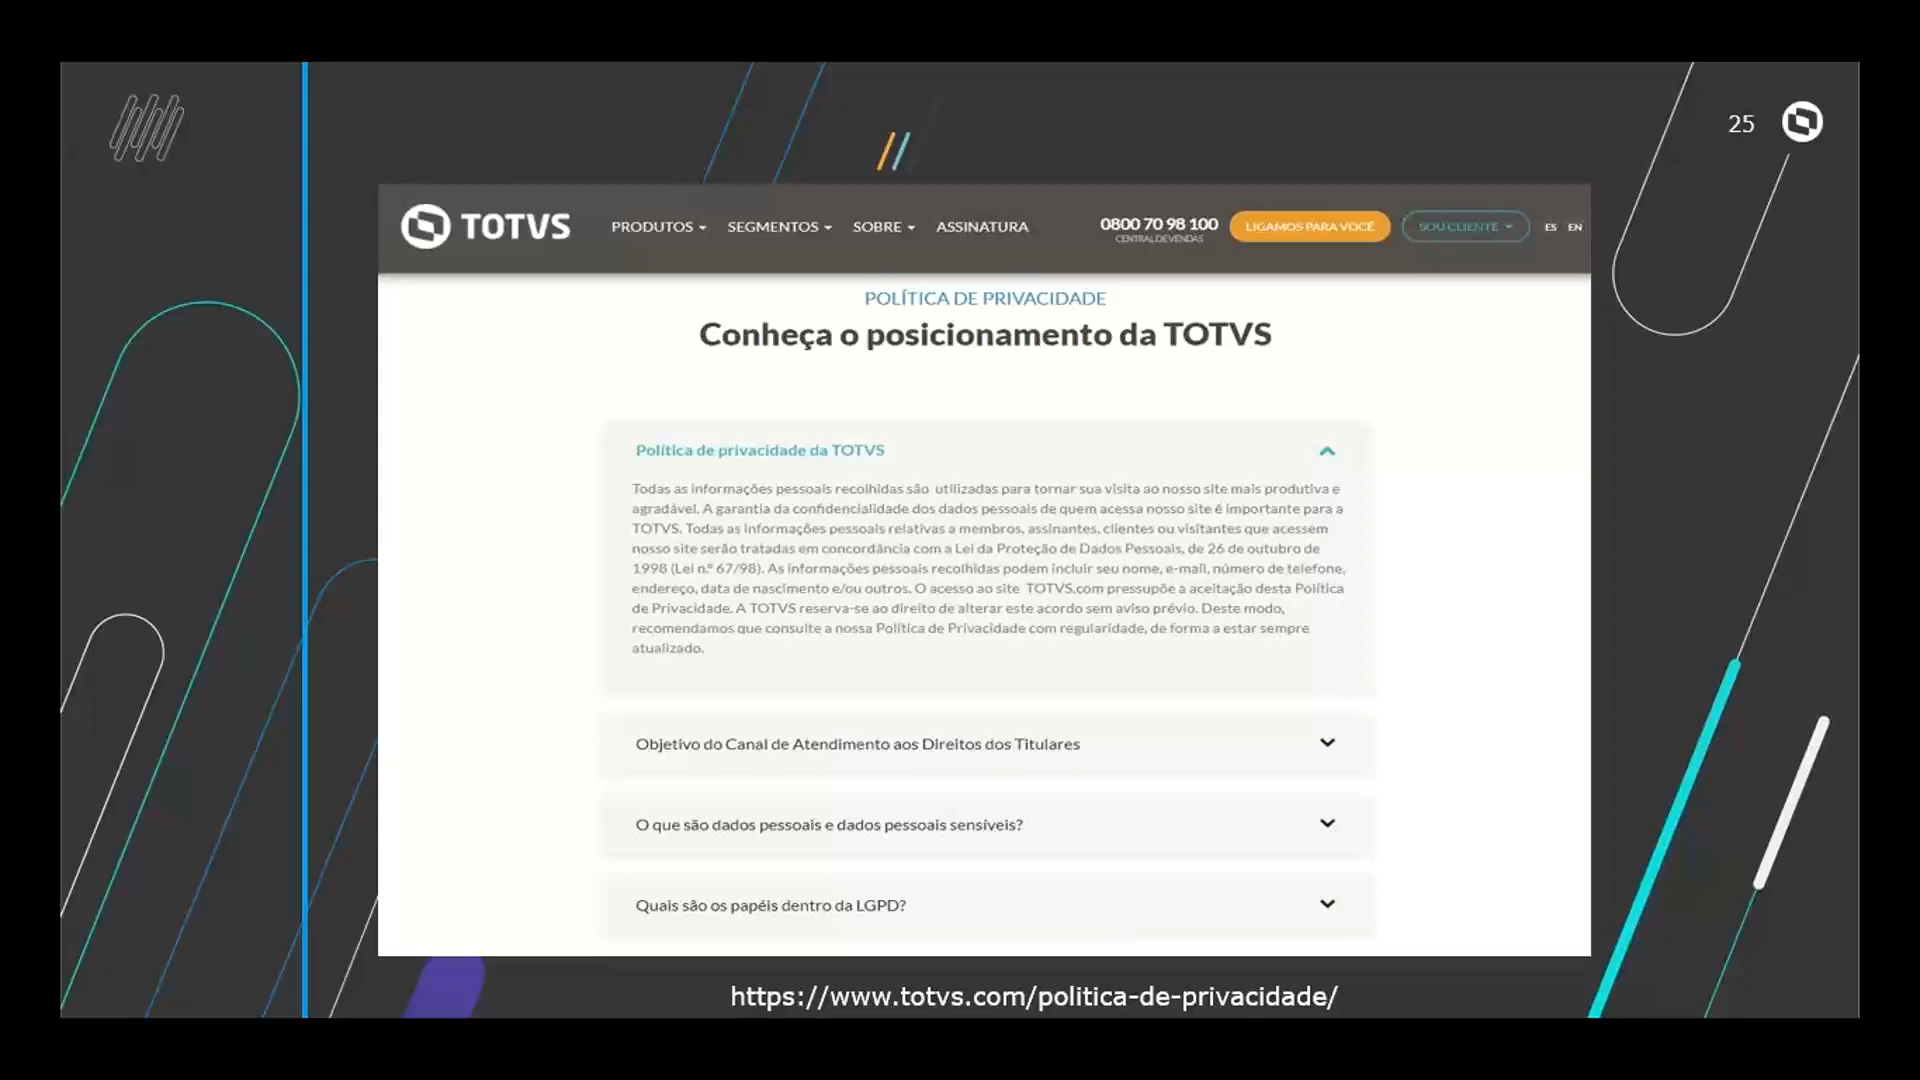 25
TOTVS
PRODUTOS
SEGMENTOS
SOBRE
ASSINATURA
0800 70 98 100
CENTRAL DE VENDAS
LIGAMOS PARA VOCÊ
SOU CLIENTE
ES EN
POLÍTICA DE PRIVACIDADE
Conheça o posicionamento da TOTVS
Política de privacidade da TOTVS
Todas as informações pessoais recolhidas são utilizadas para tornar sua visita ao nosso site mais produtiva e
agradável. A garantia da confidencialidade dos dados pessoais de quem acessa nosso site é importante para a
TOTVS. Todas as informações pessoais relativas a membros, assinantes, clientes ou visitantes que acessem
nosso site serão tratadas em concordância com a Lei da Proteção de Dados Pessoais, de 26 de outubro de
1998 (Lei n.º 67/98). As informações pessoais recolhidas podem incluir seu nome, e-mail, número de telefone,
endereço, data de nascimento e/ou outros. O acesso ao site TOTVS.com pressupõe a aceitação desta Política
de Privacidade. A TOTVS reserva-se ao direito de alterar este acordo sem aviso prévio. Deste modo,
recomendamos que consulte a nossa Política de Privacidade com regularidade, de forma a estar sempre
atualizado.
Objetivo do Canal de Atendimento aos Direitos dos Titulares
O que são dados pessoais e dados pessoais sensíveis?
Quais são os papéis dentro da LGPD?
https://www.totvs.com/politica-de-privacidade/